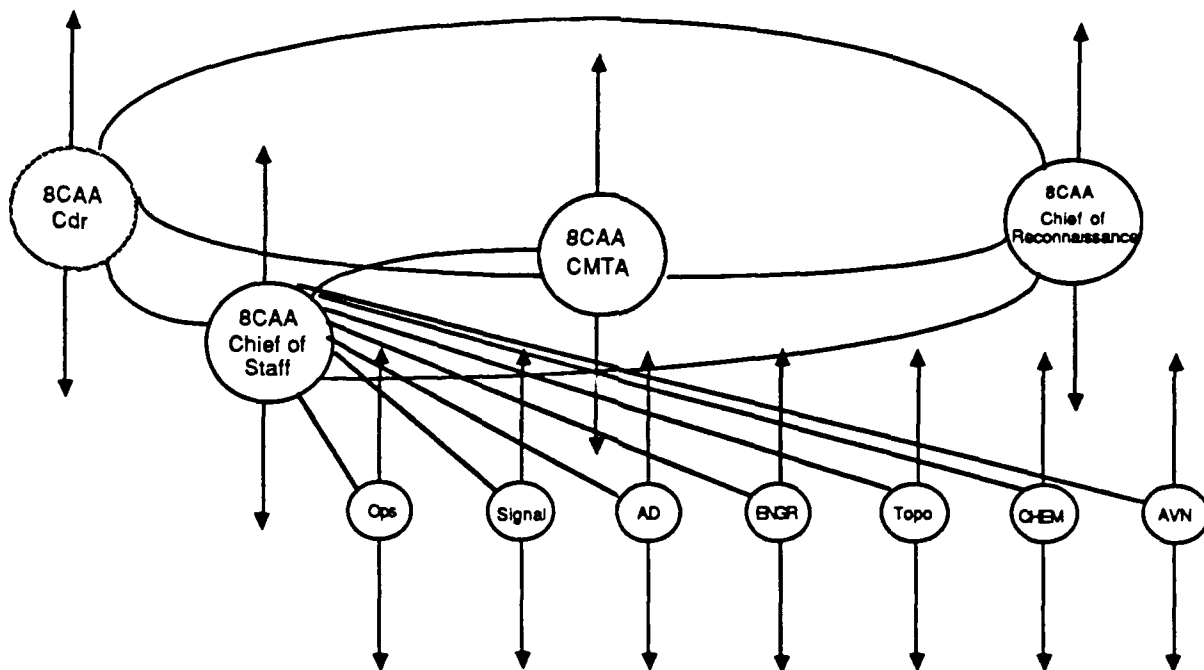 8CAA
Cdr
8CAA
Chief of
Staff
8CAA
CMTA
8CAA
Chief of
Reconnaissance
Ops
Signal
AD
ENGR
Topo
CHEM
AVN